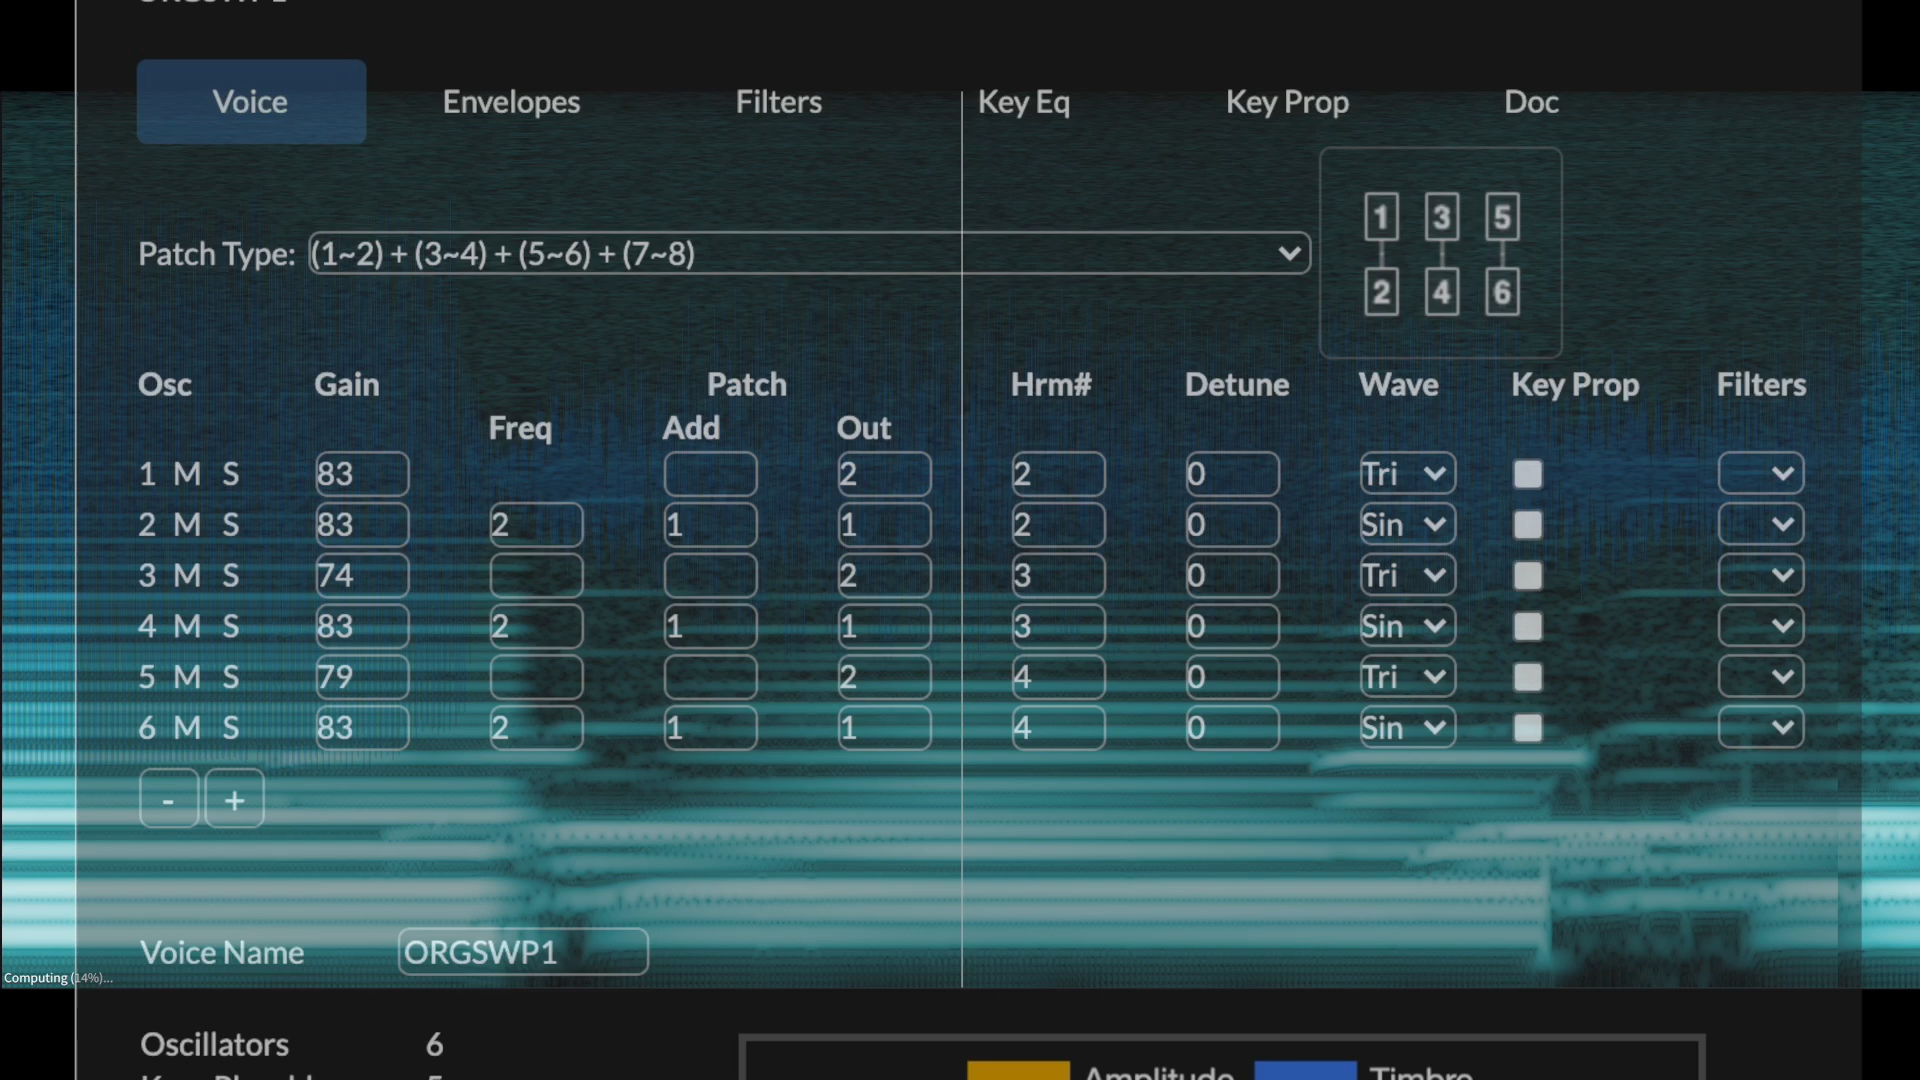 Voice Envelopes Filters Key Eq Key Prop Doc
1 3 5
Patch Type: (1~2) + (3~4) + (5~6) + (7~8)
2 4 6
Osc Gain Patch Hrm# Detune Wave Key Prop Filters
Freq Add Out
1 M S 83 2 2 0 Tri
2 M S 83 2 1 1 2 0 Sin
3 M S 74 2 3 0 Tri
4 M S 83 2 1 1 3 0 Sin
5 M S 79 2 4 0 Tri
6 M S 83 2 1 1 4 0 Sin
- +
Voice Name ORGSWP1
Computing (14%)...
Oscillators 6
Amplitude Timbre